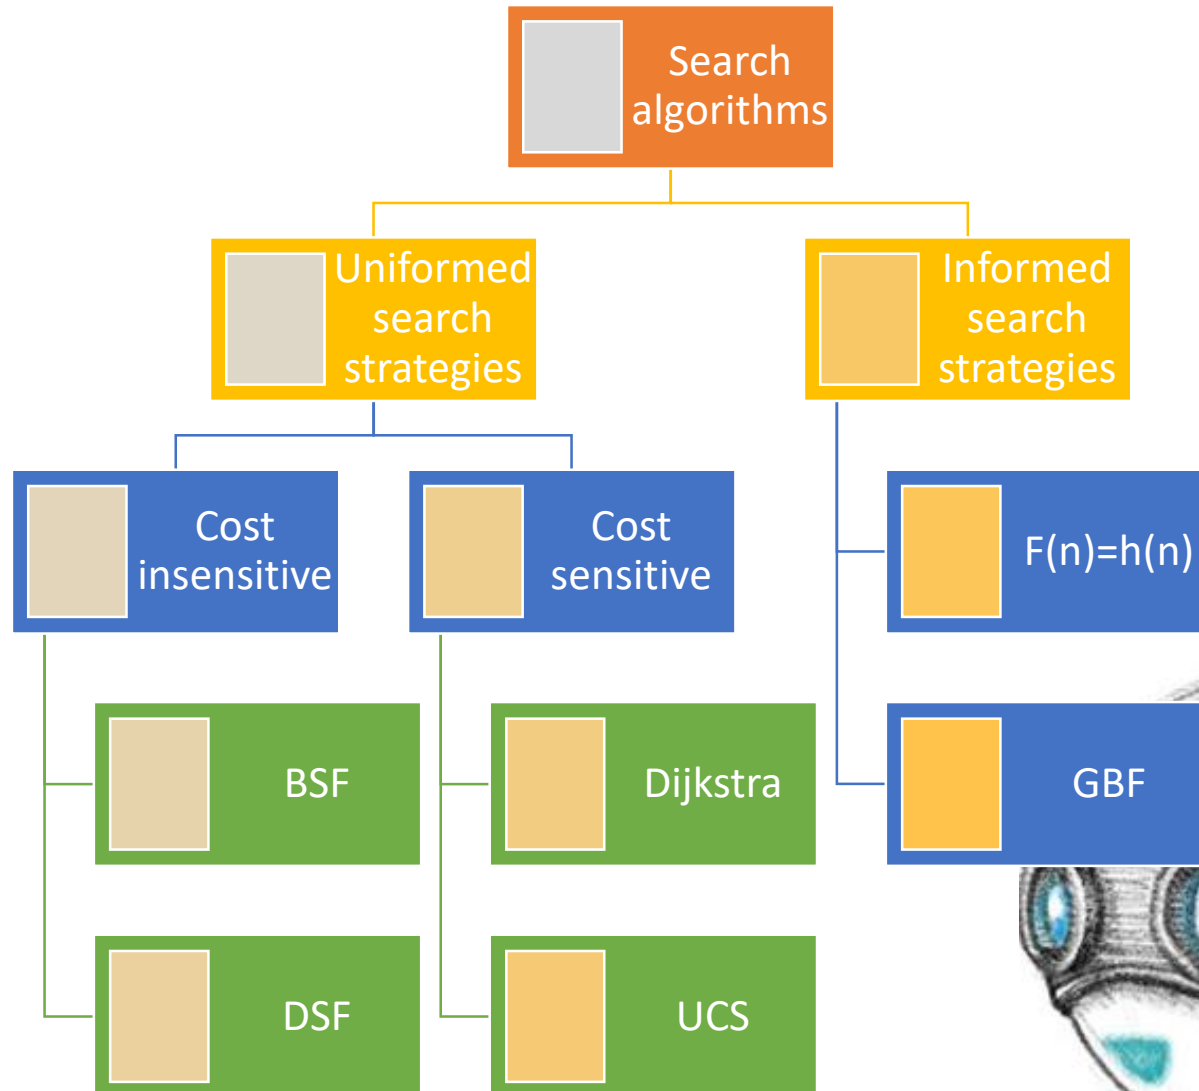 Search
algorithms
Uniformed
search
strategies
Informed
search
strategies
Cost
insensitive
Cost
sensitive
F(n)=h(n)
BSF
Dijkstra
GBF
DSF
UCS